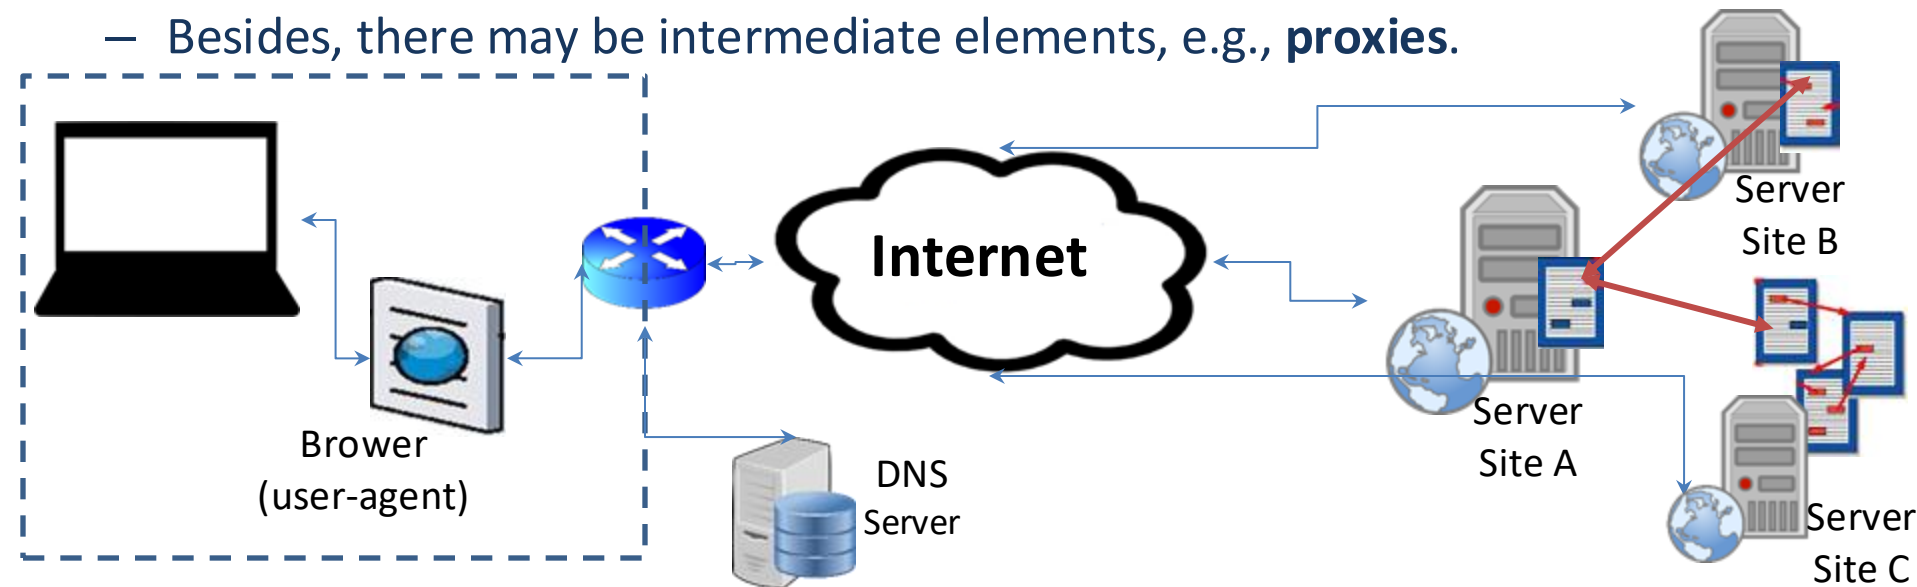 – Besides, there may be intermediate elements, e.g., proxies.
Internet
Brower
(user-agent)
DNS
Server
Server
Site A
Server
Site B
Server
Site C